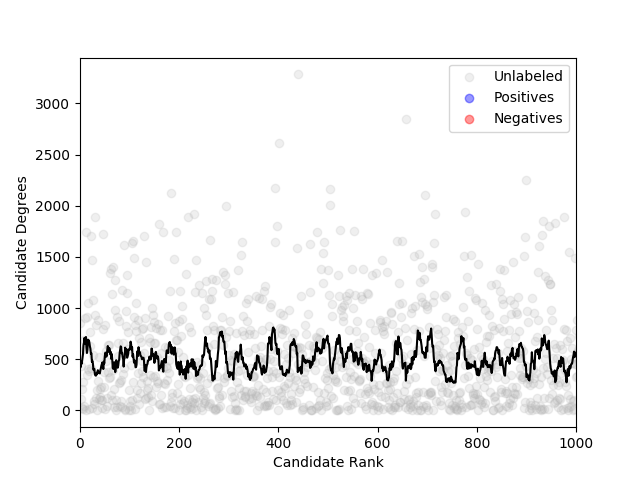 Unlabeled
Positives
Negatives
3000
2500
2000
1500
1000
500
0
Candidate Degrees
0 200 400 600 800 1000
Candidate Rank